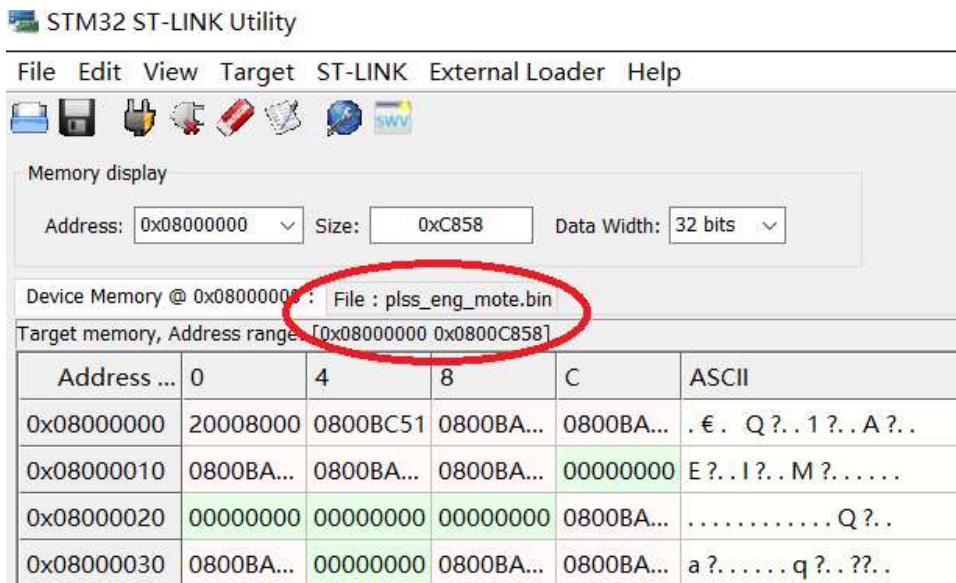 STM32 ST-LINK Utility
File Edit View Target ST-LINK External Loader Help
SWV
Memory display
Address: 0x08000000 Size: 0xC858 Data Width: 32 bits
Device Memory @ 0x08000000 : File : plss_eng_mote.bin
Target memory, Address range [0x08000000 0x0800C858]
Address ... 0 4 8 C ASCII
0x08000000 20008000 0800BC51 0800BA... 0800BA... .€. Q?..1?..A?..
0x08000010 0800BA... 0800BA... 0800BA... 00000000 E?..I?..M?......
0x08000020 00000000 00000000 00000000 0800BA... ............Q?..
0x08000030 0800BA... 00000000 0800BA... 0800BA... a?......q?..??..